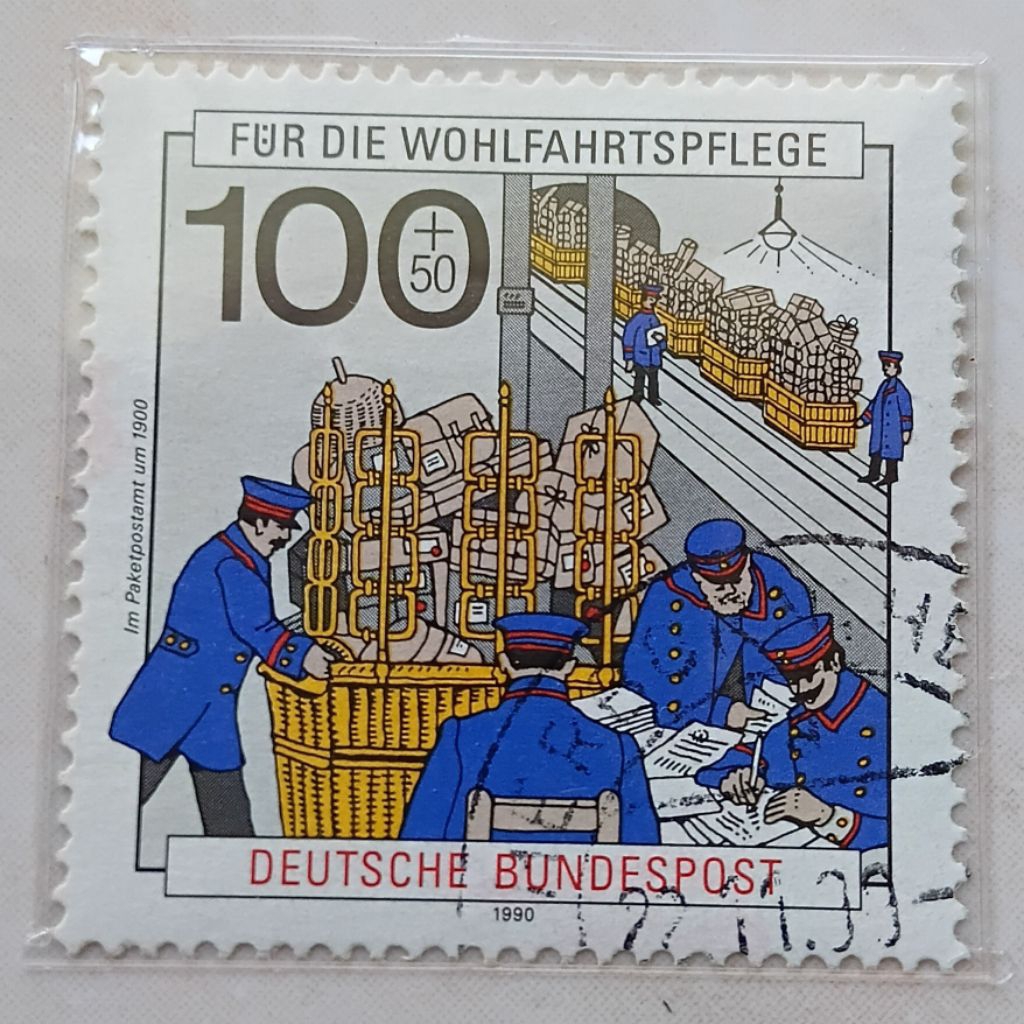 FÜR DIE WOHLFAHRTSPFLEGE
100
+
50
Im Paketpostamt um 1900
DEUTSCHE BUNDESPOST
1990